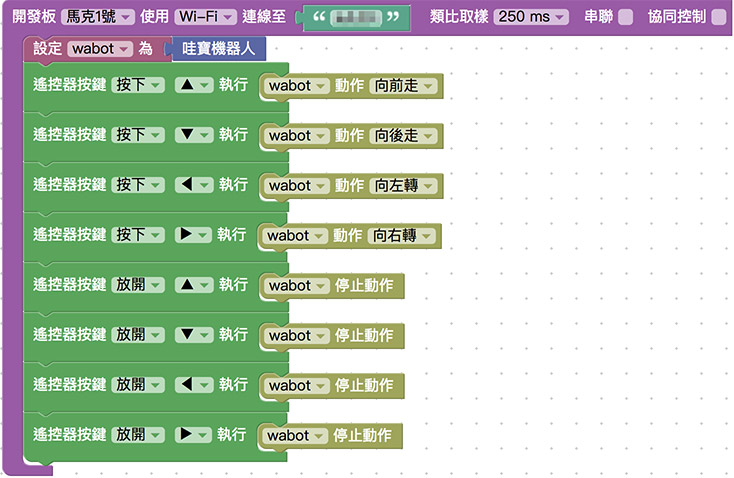 開發板 馬克1號 使用 Wi-Fi 連線至 “ ” 類比取樣 250 ms 串聯 協同控制
設定 wabot 為 哇寶機器人
遙控器按鍵 按下 ▲ 執行 wabot 動作 向前走
遙控器按鍵 按下 ▼ 執行 wabot 動作 向後走
遙控器按鍵 按下 ◀ 執行 wabot 動作 向左轉
遙控器按鍵 按下 ▶ 執行 wabot 動作 向右轉
遙控器按鍵 放開 ▲ 執行 wabot 停止動作
遙控器按鍵 放開 ▼ 執行 wabot 停止動作
遙控器按鍵 放開 ◀ 執行 wabot 停止動作
遙控器按鍵 放開 ▶ 執行 wabot 停止動作